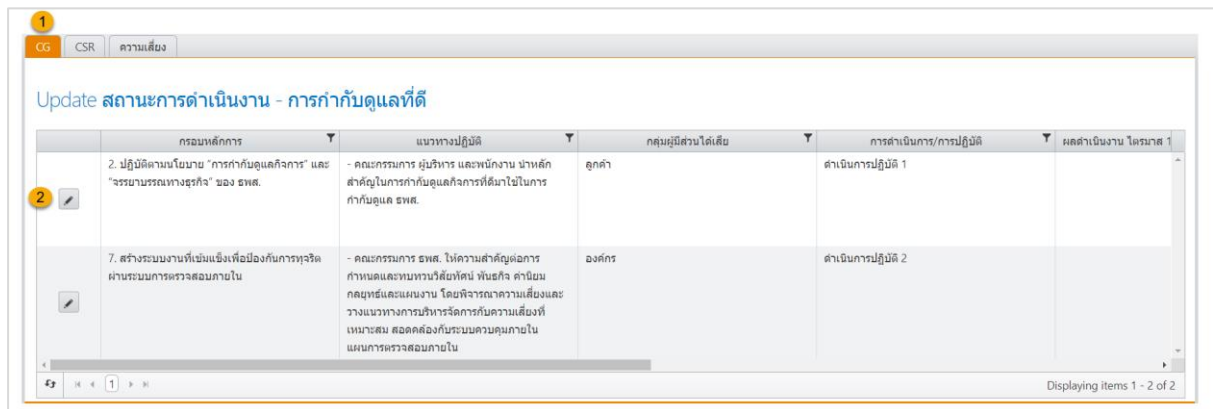 1
CG CSR ความเสี่ยง
Update สถานะการดำเนินงาน - การกำกับดูแลที่ดี
กรอบหลักการ แนวทางปฏิบัติ กลุ่มผู้มีส่วนได้เสีย การดำเนินการ/การปฏิบัติ ผลดำเนินงาน ไตรมาส 1
2. ปฏิบัติตามนโยบาย "การกำกับดูแลกิจการ" และ - คณะกรรมการ ผู้บริหาร และพนักงาน นำหลัก ลูกค้า ดำเนินการปฏิบัติ 1
"จรรยาบรรณทางธุรกิจ" ของ ธพส. สำคัญในการกำกับดูแลกิจการที่ดีมาใช้ในการ
2 กำกับดูแล ธพส.
7. สร้างระบบงานที่เข้มแข็งเพื่อป้องกันการทุจริต - คณะกรรมการ ธพส. ให้ความสำคัญต่อการ องค์กร ดำเนินการปฏิบัติ 2
ผ่านระบบการตรวจสอบภายใน กำหนดและทบทวนวิสัยทัศน์ พันธกิจ ค่านิยม
กลยุทธ์และแผนงาน โดยพิจารณาความเสี่ยงและ
วางแนวทางการบริหารจัดการกับความเสี่ยงที่
เหมาะสม สอดคล้องกับระบบควบคุมภายใน
แผนการตรวจสอบภายใน
1 Displaying items 1 - 2 of 2